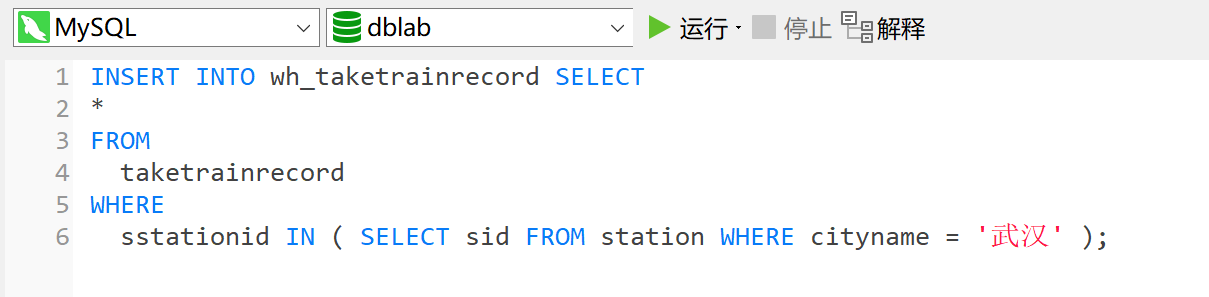 MySQL dblab 运行 停止 解释
1 INSERT INTO wh_taketrainrecord SELECT
2 *
3 FROM
4 taketrainrecord
5 WHERE
6 sstationid IN ( SELECT sid FROM station WHERE cityname = '武汉' );